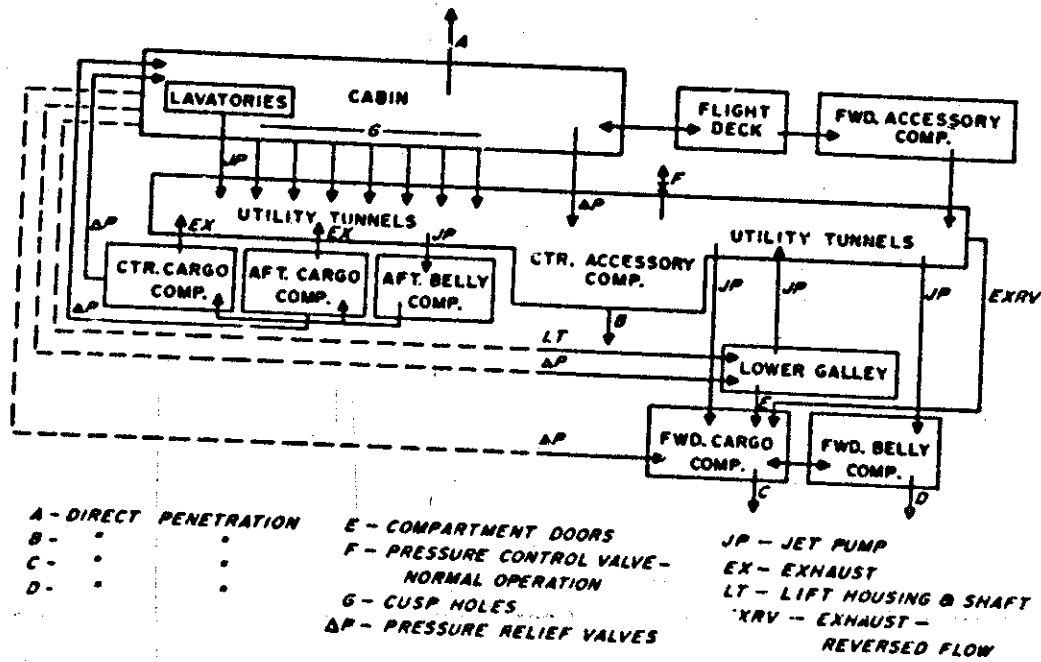 A
LAVATORIES
CABIN
G
FLIGHT
DECK
FWD. ACCESSORY
COMP.
JP
F
ΔP
UTILITY TUNNELS
EX
EX
JP
UTILITY TUNNELS
ΔP
CTR. CARGO
COMP.
AFT. CARGO
COMP.
AFT. BELLY
COMP.
CTR. ACCESSORY
COMP.
JP
JP
JP
EXRV
ΔP
B
LT
ΔP
LOWER GALLEY
E
ΔP
FWD. CARGO
COMP.
FWD. BELLY
COMP.
C
D
A - DIRECT PENETRATION
B - " "
C - " "
D - " "
E - COMPARTMENT DOORS
F - PRESSURE CONTROL VALVE -
NORMAL OPERATION
G - CUSP HOLES
ΔP - PRESSURE RELIEF VALVES
JP - JET PUMP
EX - EXHAUST
LT - LIFT HOUSING & SHAFT
XRV - EXHAUST -
REVERSED FLOW